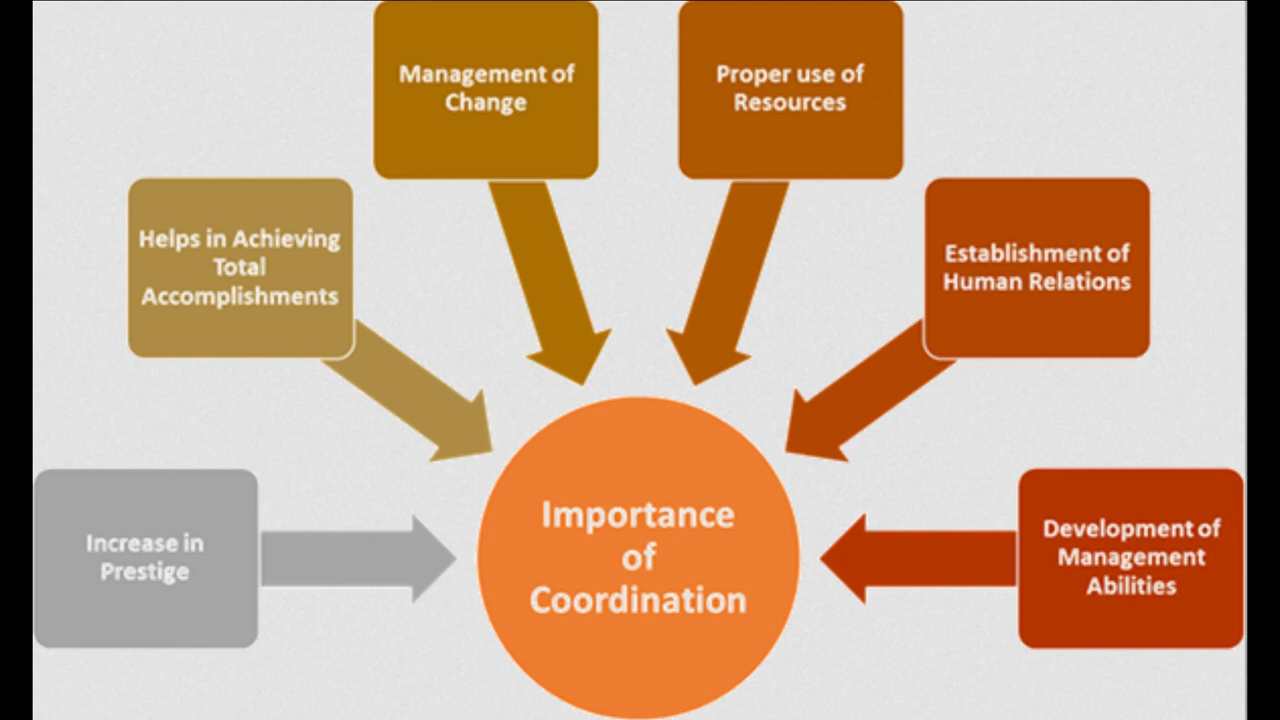 Management of
Change
Proper use of
Resources
Helps in Achieving
Total
Accomplishments
Establishment of
Human Relations
Increase in
Prestige
Importance
of
Coordination
Development of
Management
Abilities